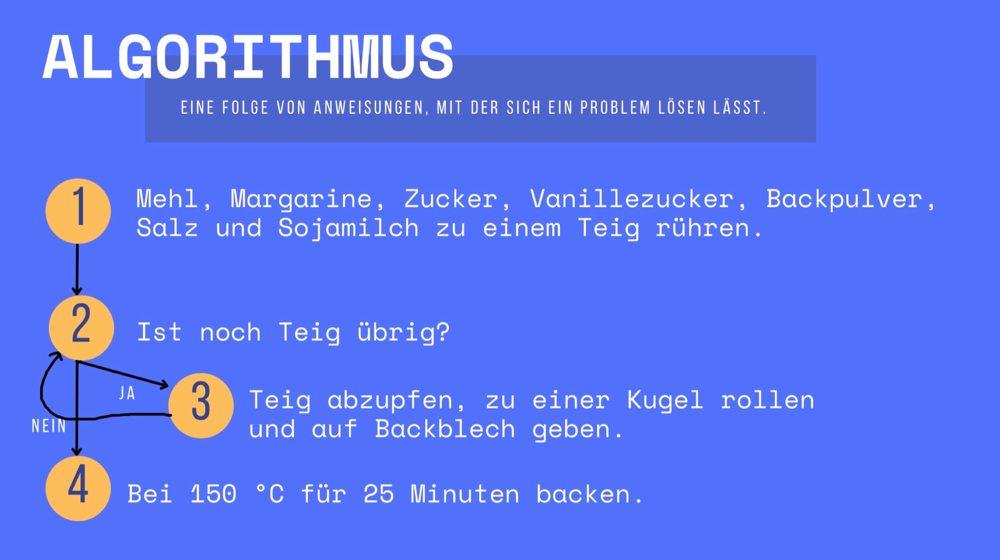 ALGORITHMUS
EINE FOLGE VON ANWEISUNGEN, MIT DER SICH EIN PROBLEM LÖSEN LÄSST.
1
Mehl, Margarine, Zucker, Vanillezucker, Backpulver,
Salz und Sojamilch zu einem Teig rühren.
2
Ist noch Teig übrig?
JA
3
Teig abzupfen, zu einer Kugel rollen
und auf Backblech geben.
NEIN
4
Bei 150 °C für 25 Minuten backen.